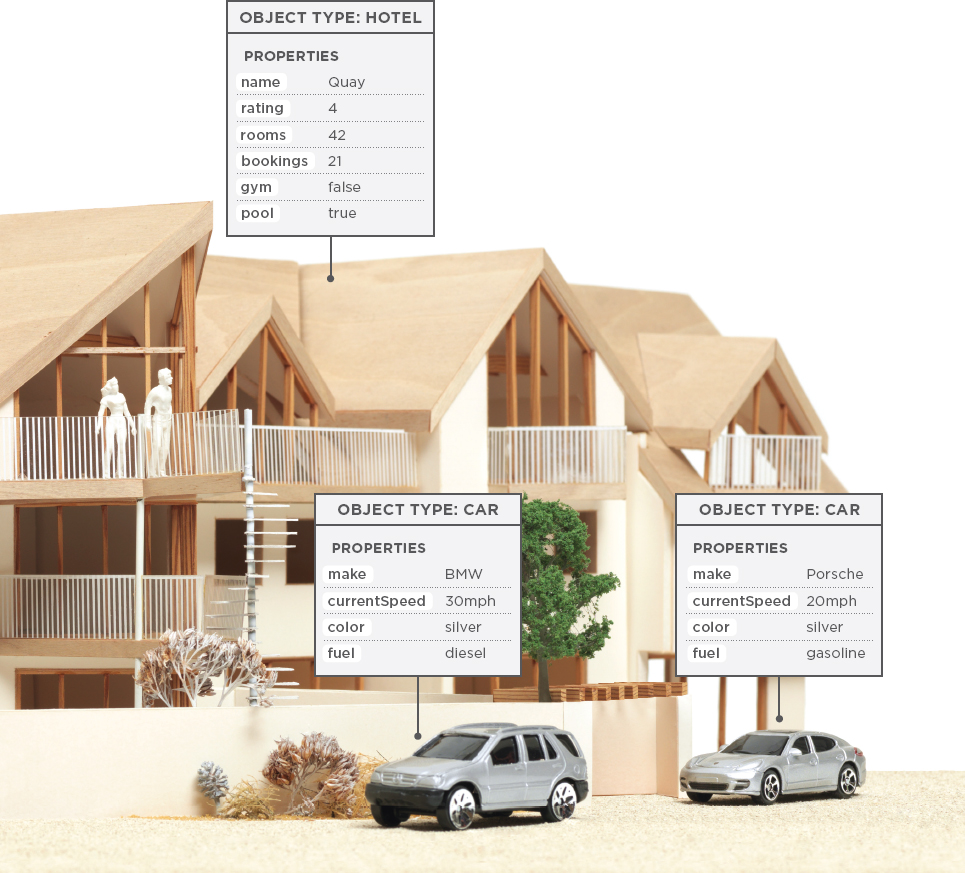 OBJECT TYPE: HOTEL
PROPERTIES
name Quay
rating 4
rooms 42
bookings 21
gym false
pool true
OBJECT TYPE: CAR
PROPERTIES
make BMW
currentSpeed 30mph
color silver
fuel diesel
OBJECT TYPE: CAR
PROPERTIES
make Porsche
currentSpeed 20mph
color silver
fuel gasoline